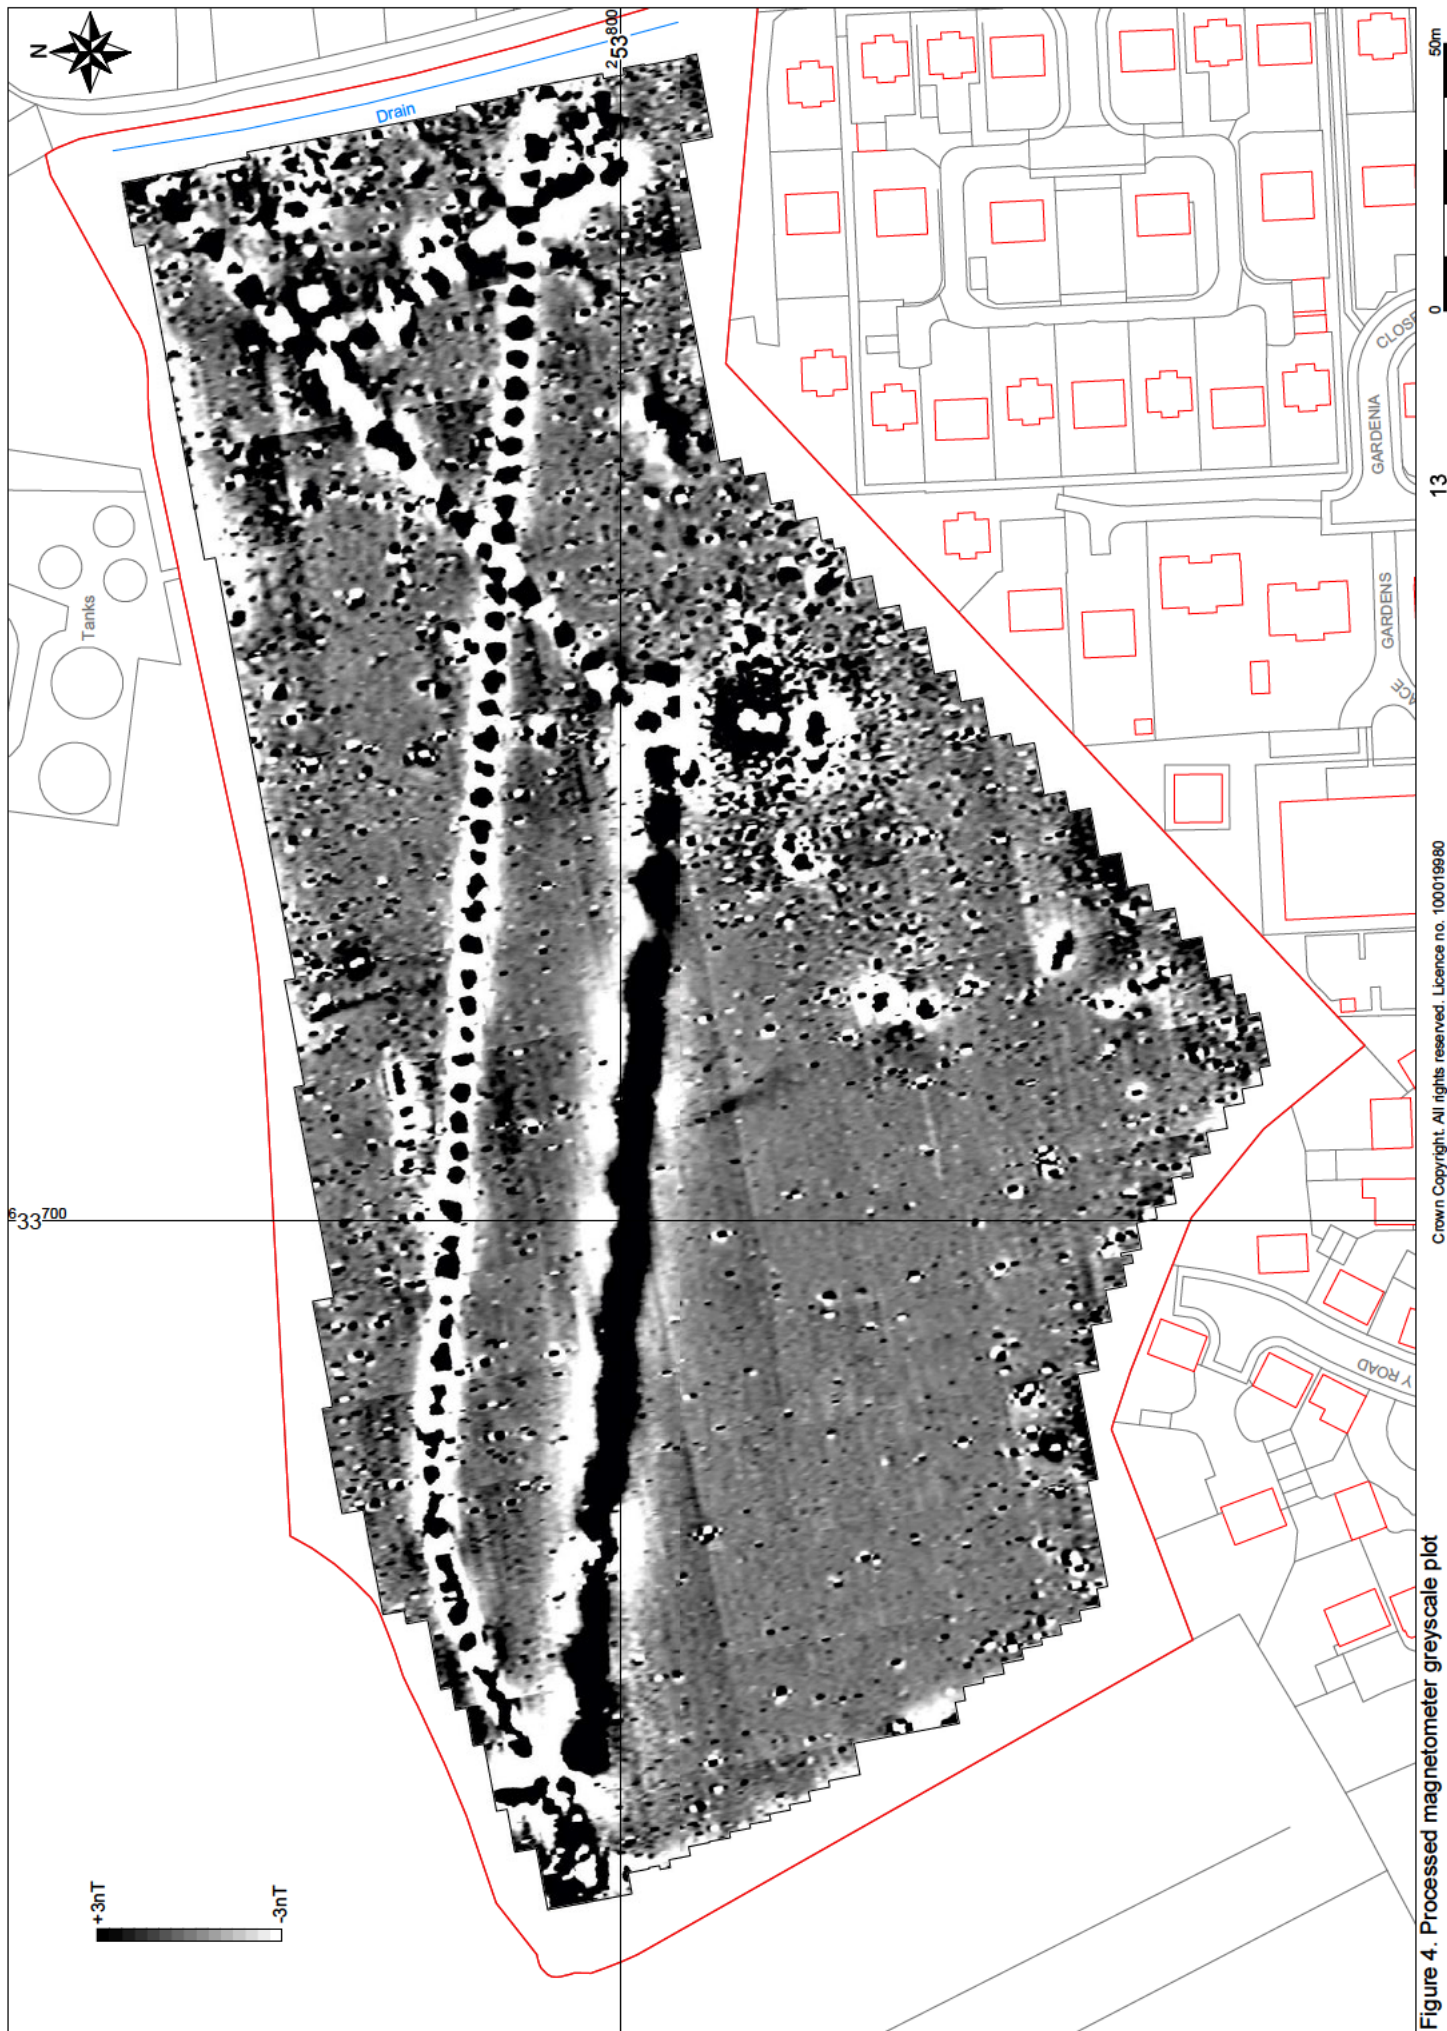 N
Drain
²53⁸⁰⁰
Tanks
⁶33⁷⁰⁰
+3nT
-3nT
CLOSE
GARDENIA
GARDENS
ACE
Y ROAD
0
50m
13
Crown Copyright. All rights reserved. Licence no. 100019980
Figure 4. Processed magnetometer greyscale plot